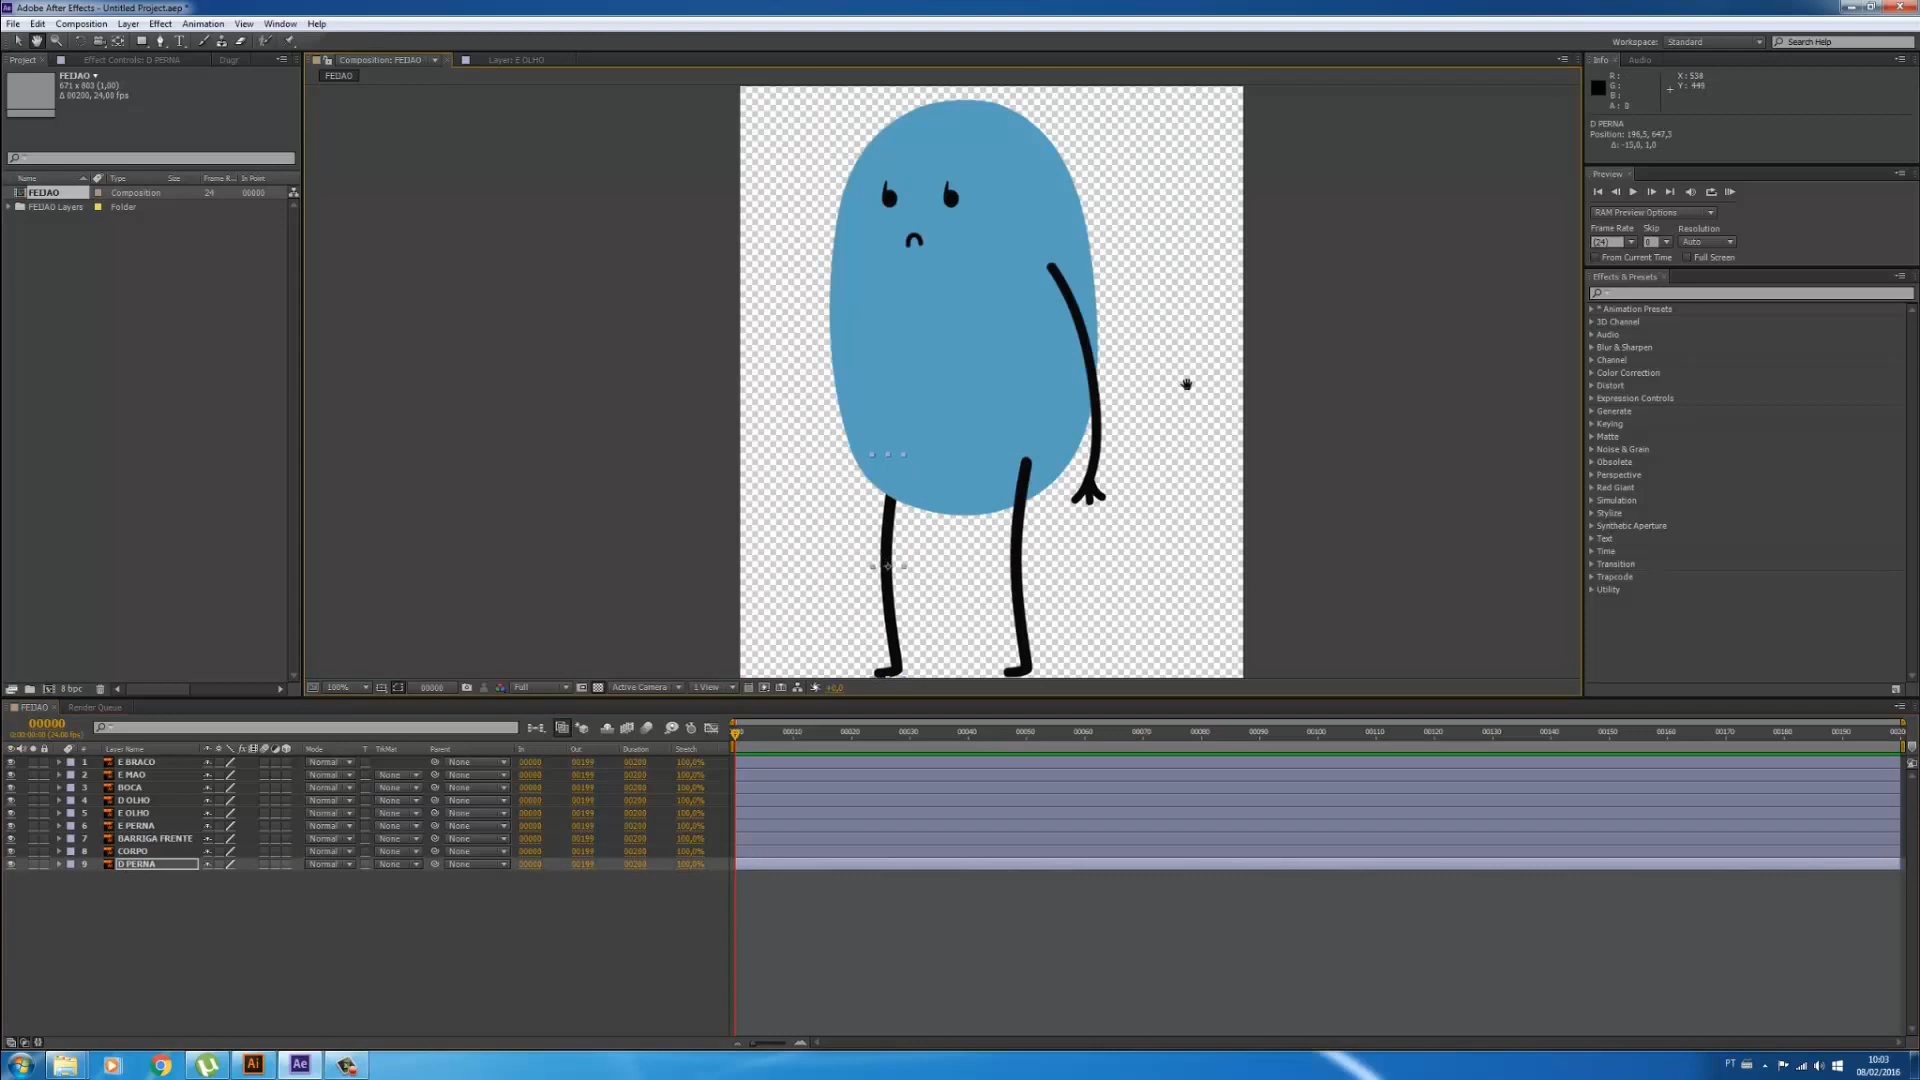 Adobe After Effects - Untitled Project.aep *
File Edit Composition Layer Effect Animation View Window Help
Workspace: Standard Search Help
Project Effect Controls: D PERNA Dugr
Composition: FEIJAO Layer: E OLHO
Info Audio
FEIJAO
671 x 803 (1,00)
Δ 00200, 24,00 fps
FEIJAO
R:
G:
B:
A: 0
X: 538
Y: 449
D PERNA
Position: 196,5, 647,3
Δ: -15,0, 1,0
Name Type Size Frame R... In Point
FEIJAO Composition 24 00000
FEIJAO Layers Folder
Preview
RAM Preview Options
Frame Rate Skip Resolution
(24) 0 Auto
From Current Time Full Screen
Effects & Presets
* Animation Presets
3D Channel
Audio
Blur & Sharpen
Channel
Color Correction
Distort
Expression Controls
Generate
Keying
Matte
Noise & Grain
Obsolete
Perspective
Red Giant
Simulation
Stylize
Synthetic Aperture
Text
Time
Transition
Trapcode
Utility
8 bpc
100% 00000 Full Active Camera 1 View +0,0
FEIJAO Render Queue
00000
0:00:00:00 (24.00 fps)
# Layer Name Mode T TrkMat Parent In Out Duration Stretch
1 E BRACO Normal None 00000 00199 00200 100,0%
2 E MAO Normal None None 00000 00199 00200 100,0%
3 BOCA Normal None None 00000 00199 00200 100,0%
4 D OLHO Normal None None 00000 00199 00200 100,0%
5 E OLHO Normal None None 00000 00199 00200 100,0%
6 E PERNA Normal None None 00000 00199 00200 100,0%
7 BARRIGA FRENTE Normal None None 00000 00199 00200 100,0%
8 CORPO Normal None None 00000 00199 00200 100,0%
9 D PERNA Normal None None 00000 00199 00200 100,0%
00010 00020 00030 00040 00050 00060 00070 00080 00090 00100 00110 00120 00130 00140 00150 00160 00170 00180 00190
Ai Ae
PT
10:03
08/02/2016